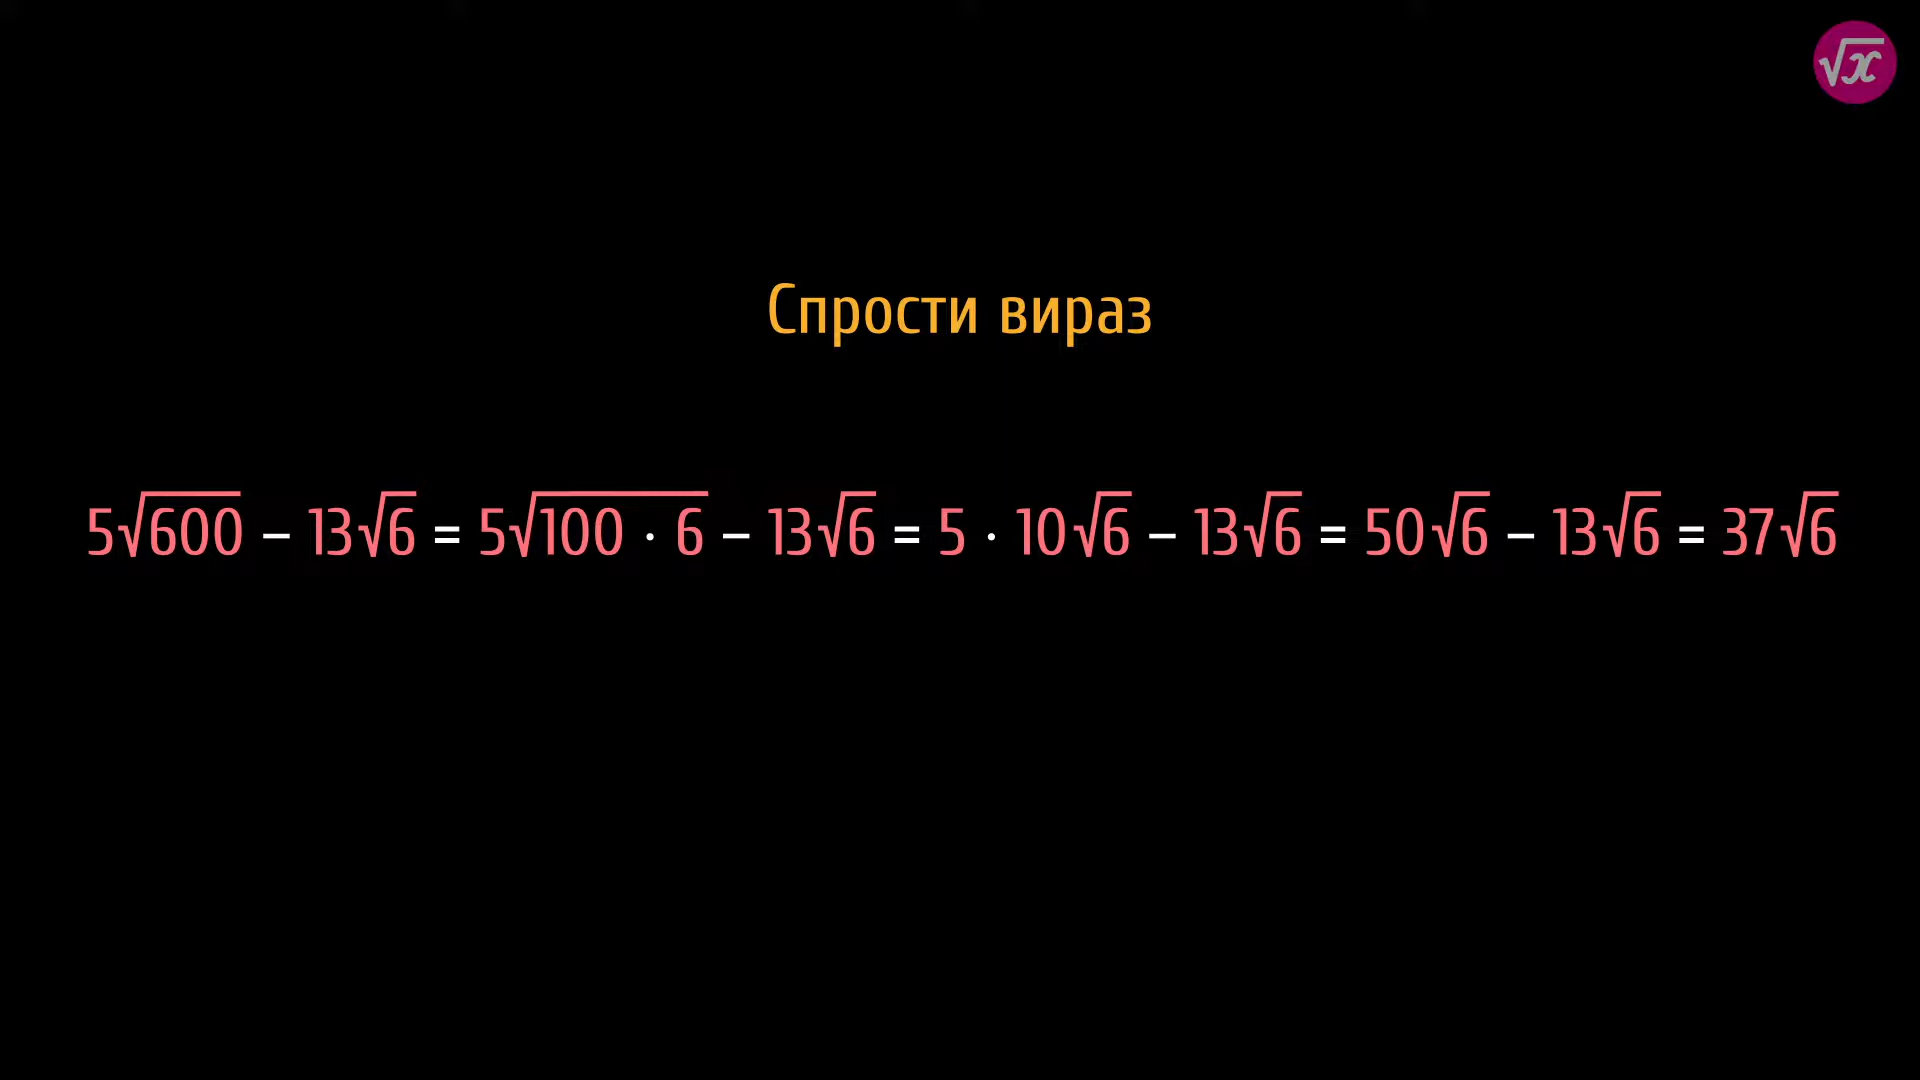 √x
Спрости вираз
5√600 – 13√6 = 5√100 · 6 – 13√6 = 5 · 10√6 – 13√6 = 50√6 – 13√6 = 37√6